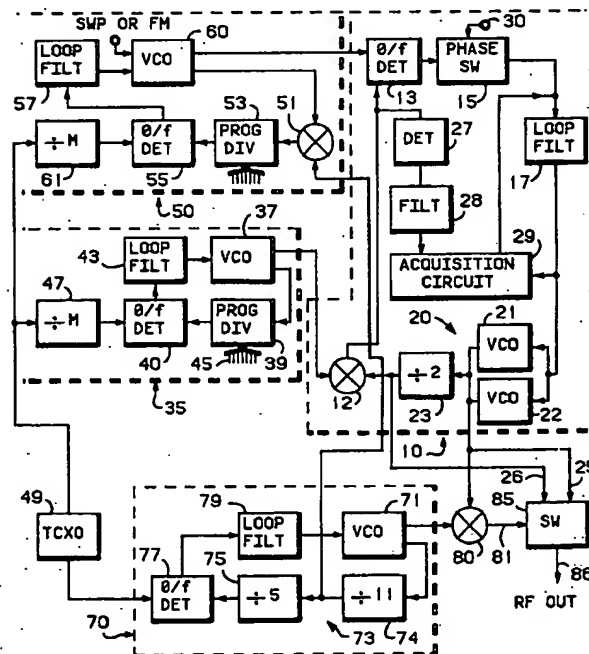 SWP OR FM
60
30
LOOP
FILT
VCO
0/f
DET
PHASE
SW
57
53
51
13
15
÷ M
0/f
DET
PROG
DIV
DET
27
LOOP
FILT
61
55
50
17
37
FILT
28
43
LOOP
FILT
VCO
29
ACQUISITION
CIRCUIT
47
÷ M
0/f
DET
PROG
DIV
21
20
VCO
40
45
39
÷ 2
VCO
35
12
23
22
10
26
25
49
79
71
85
TCXO
LOOP
FILT
VCO
SW
77
75
80
81
86
0/f
DET
÷ 5
÷ 11
RF OUT
70
73
74